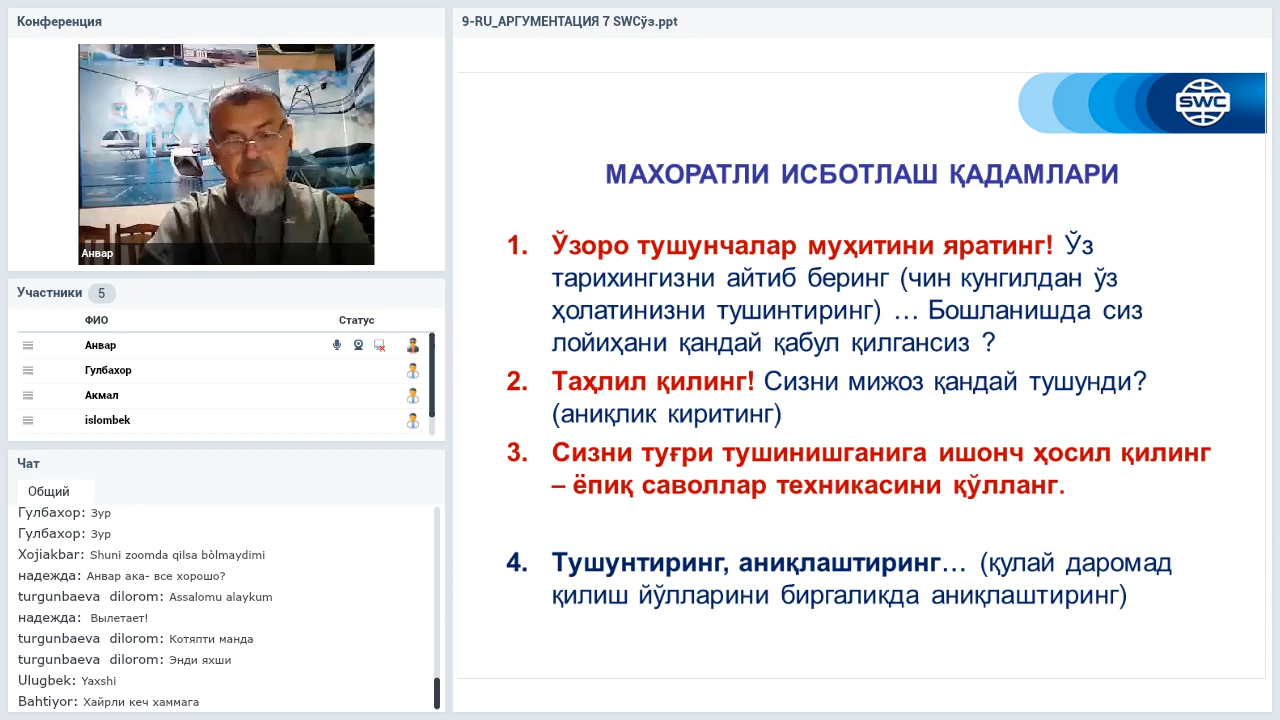 Конференция
Анвар
Участники 5
ФИО Статус
Анвар
Гулбахор
Акмал
islombek
Чат
Общий
Гулбахор: Зур
Гулбахор: Зур
Xojiakbar: Shuni zoomda qilsa bòlmaydimi
надежда: Анвар ака- все хорошо?
turgunbaeva dilorom: Assalomu alaykum
надежда: Вылетает!
turgunbaeva dilorom: Котяпти манда
turgunbaeva dilorom: Энди яхши
Ulugbek: Yaxshi
Bahtiyor: Хайрли кеч хаммага
9-RU_АРГУМЕНТАЦИЯ 7 SWCўз.ppt
SWC
МАХОРАТЛИ ИСБОТЛАШ ҚАДАМЛАРИ
1. Ўзоро тушунчалар муҳитини яратинг! Ўз
тарихингизни айтиб беринг (чин кунгилдан ўз
ҳолатинизни тушинтиринг) … Бошланишда сиз
лойиҳани қандай қабул қилгансиз ?
2. Таҳлил қилинг! Сизни мижоз қандай тушунди?
(аниқлик киритинг)
3. Сизни туғри тушинишганига ишонч ҳосил қилинг
– ёпиқ саволлар техникасини қўлланг.
4. Тушунтиринг, аниқлаштиринг… (қулай даромад
қилиш йўлларини биргаликда аниқлаштиринг)